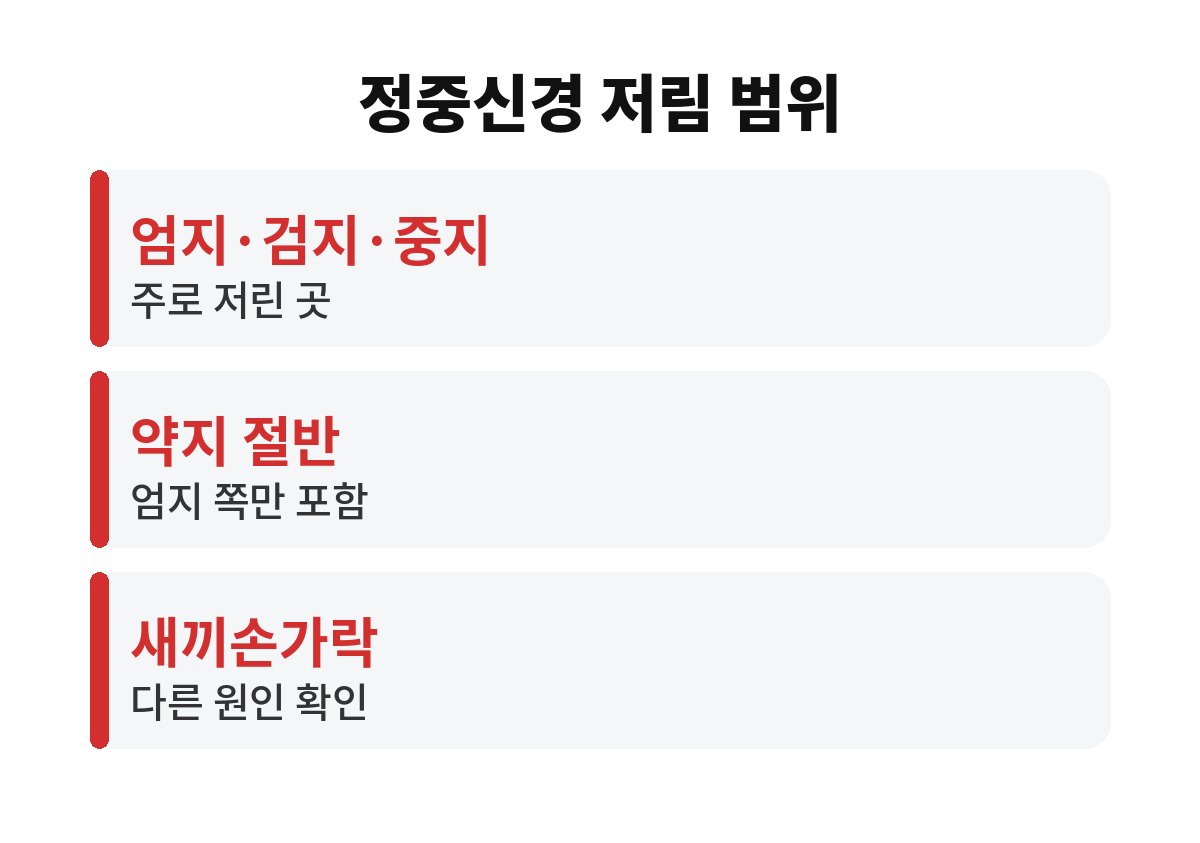 정중신경 저림 범위
엄지·검지·중지
주로 저린 곳
약지 절반
엄지 쪽만 포함
새끼손가락
다른 원인 확인